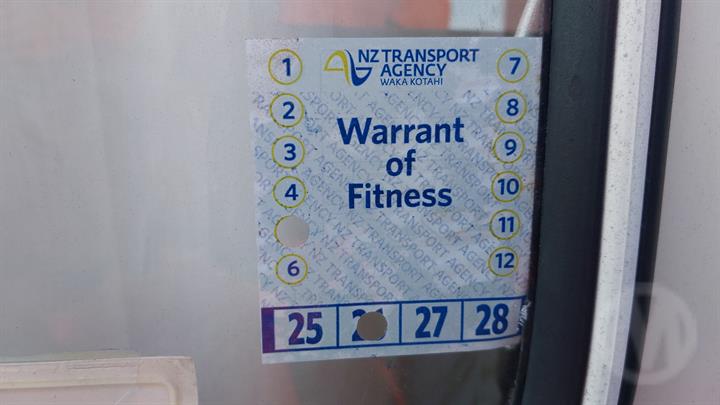 NZ TRANSPORT
AGENCY
WAKA KOTAHI
Warrant
of
Fitness
1
2
3
4
6
7
8
9
10
11
12
25 27 28